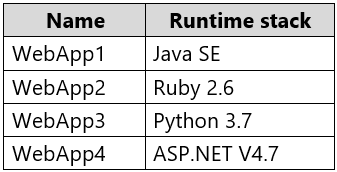 Name Runtime stack
WebApp1 Java SE
WebApp2 Ruby 2.6
WebApp3 Python 3.7
WebApp4 ASP.NET V4.7